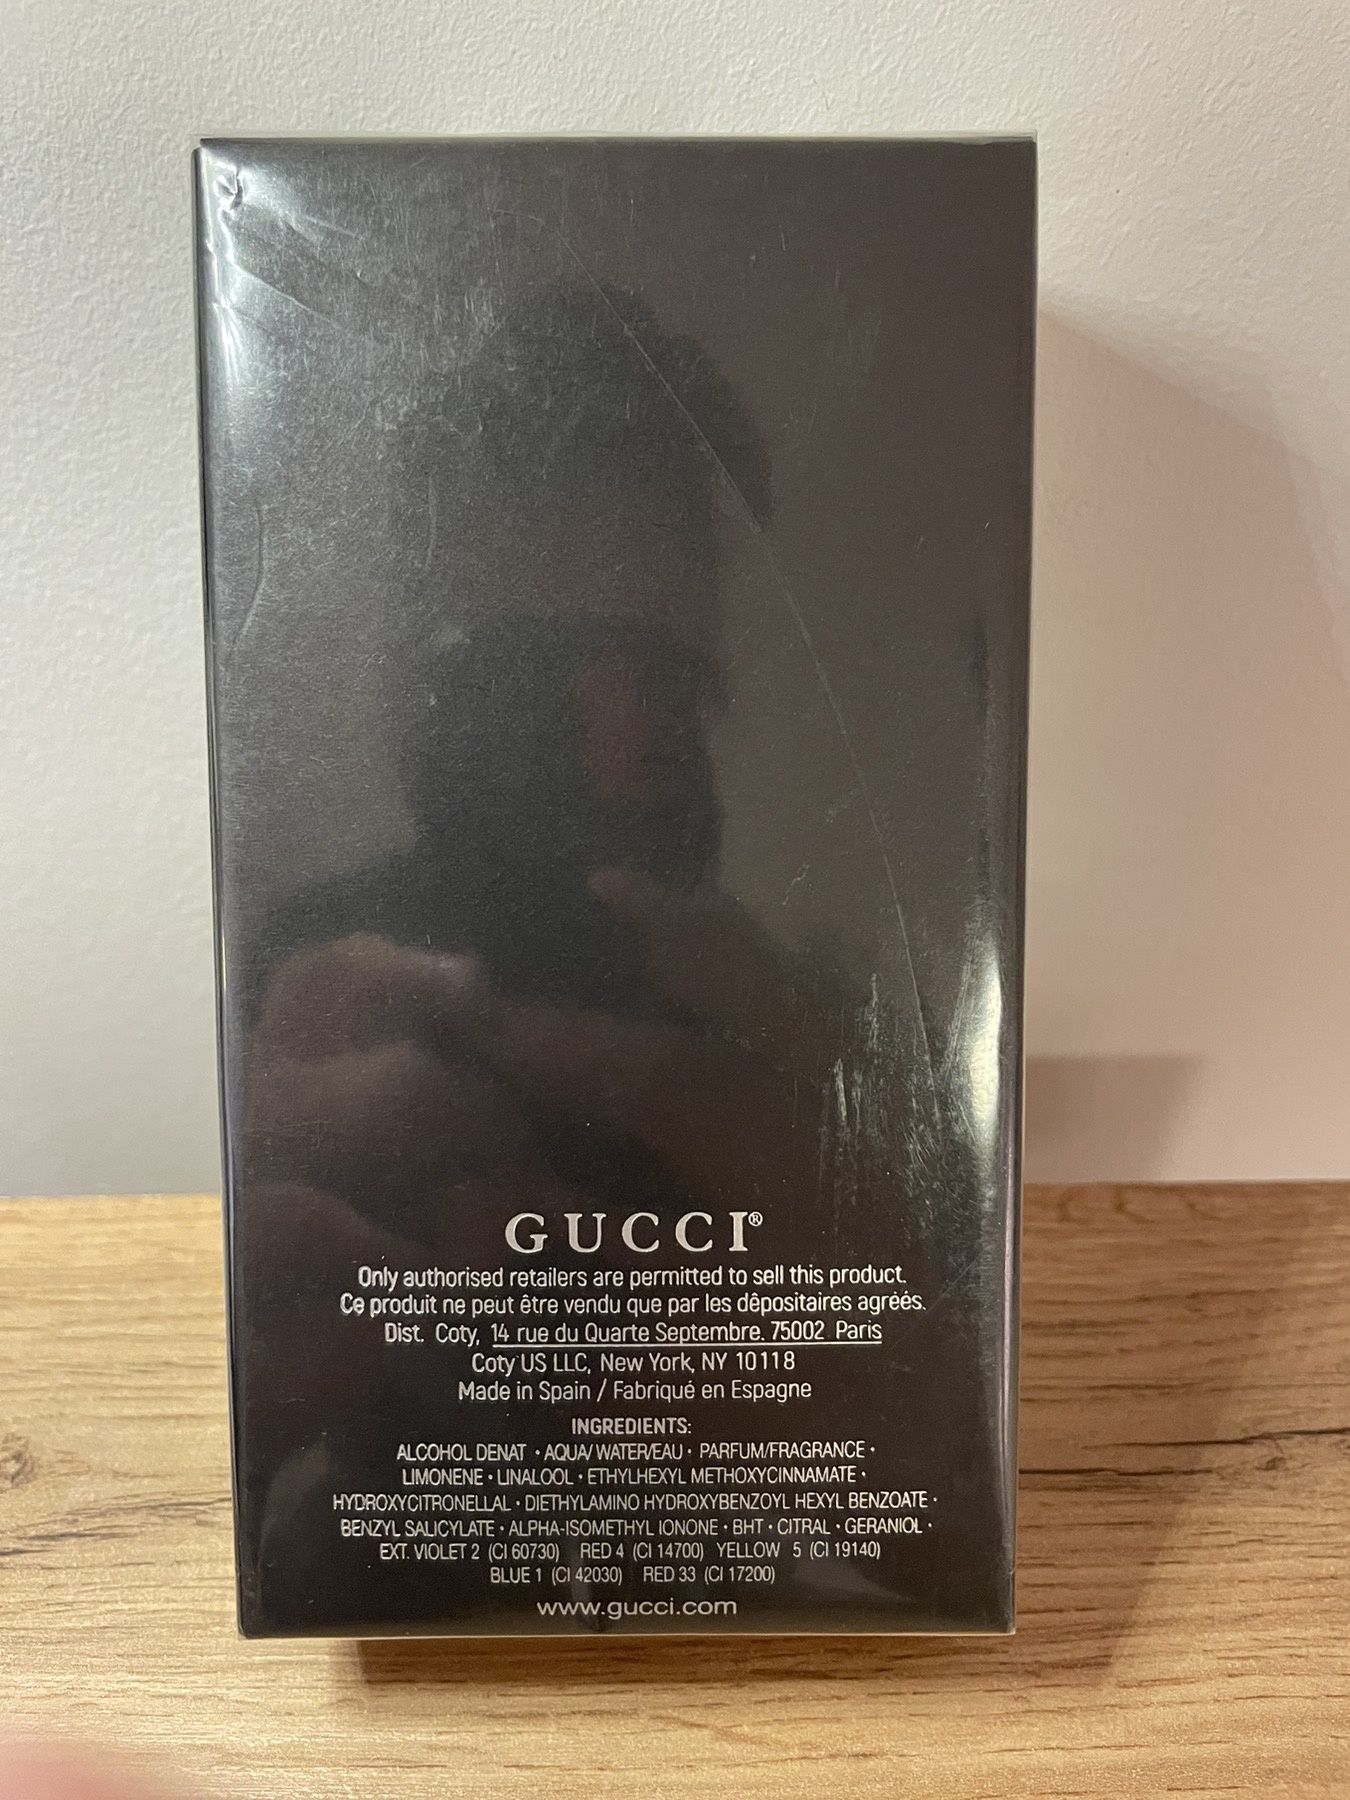 GUCCI®
Only authorised retailers are permitted to sell this product.
Ce produit ne peut être vendu que par les dêpositaires agréés.
Dist. Coty, 14 rue du Quarte Septembre. 75002 Paris
Coty US LLC, New York, NY 10118
Made in Spain / Fabriqué en Espagne
INGREDIENTS:
ALCOHOL DENAT • AQUA/ WATER/EAU • PARFUM/FRAGRANCE •
LIMONENE • LINALOOL • ETHYLHEXYL METHOXYCINNAMATE •
HYDROXYCITRONELLAL • DIETHYLAMINO HYDROXYBENZOYL HEXYL BENZOATE •
BENZYL SALICYLATE • ALPHA-ISOMETHYL IONONE • BHT • CITRAL • GERANIOL •
EXT. VIOLET 2 (CI 60730) RED 4 (CI 14700) YELLOW 5 (CI 19140)
BLUE 1 (CI 42030) RED 33 (CI 17200)
www.gucci.com